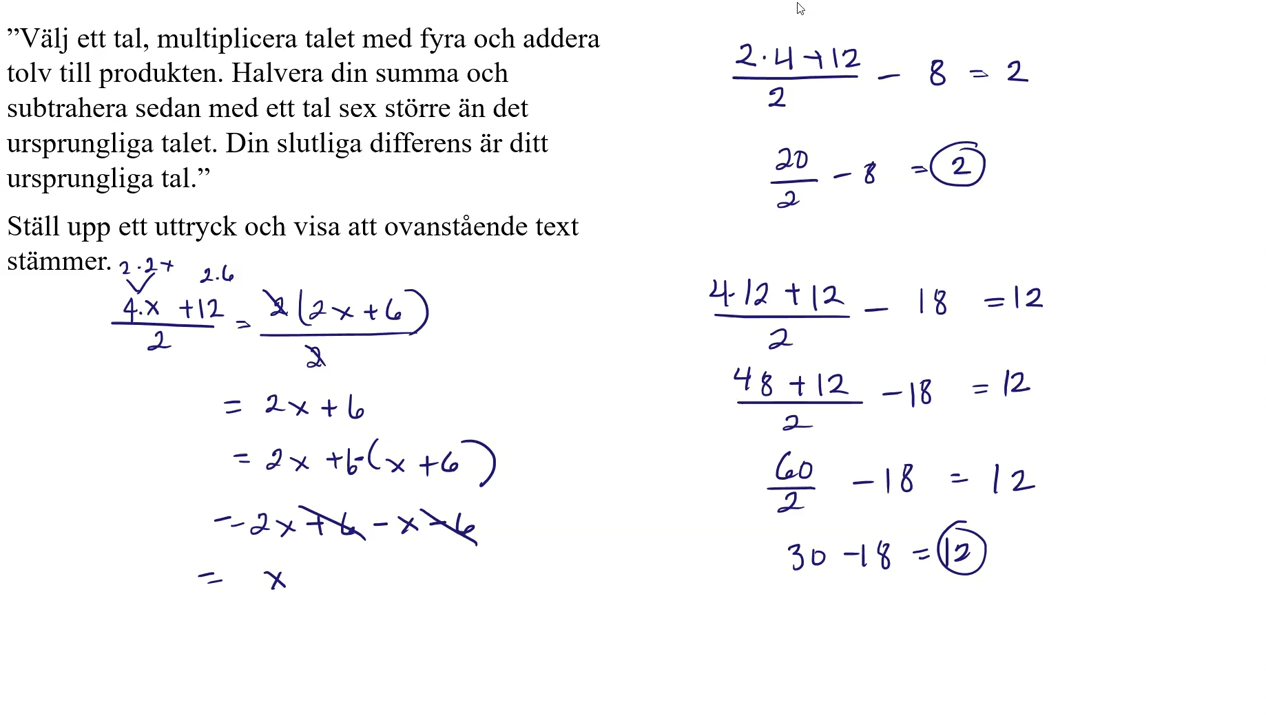 ”Välj ett tal, multiplicera talet med fyra och addera
tolv till produkten. Halvera din summa och
subtrahera sedan med ett tal sex större än det
ursprungliga talet. Din slutliga differens är ditt
ursprungliga tal.”
Ställ upp ett uttryck och visa att ovanstående text
stämmer.
2·2x 2·6
4·x +12 = 2(2x+6)
2 2
= 2x+6
= 2x +6-(x+6)
= 2x+6-x-6
= x
2·4+12 - 8 = 2
2
20 - 8 = 2
2
4·12 +12 - 18 = 12
2
48 +12 -18 = 12
2
60 -18 = 12
2
30 -18 = 12